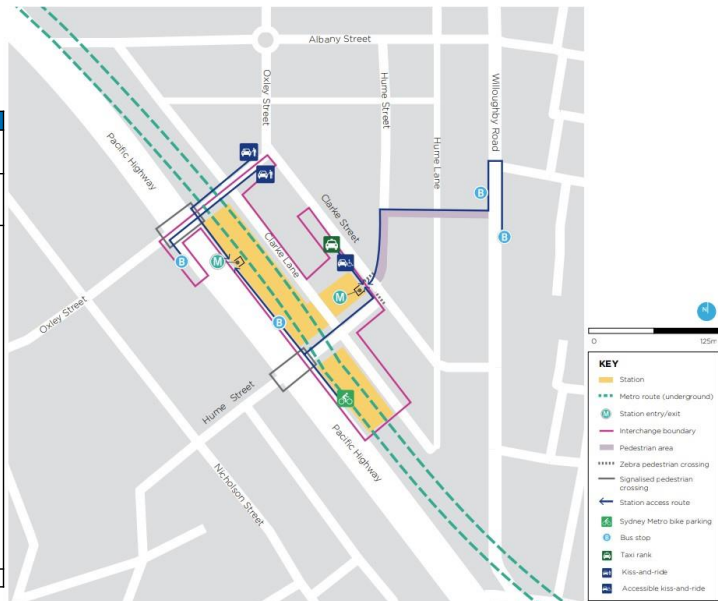 Albany Street
Oxley Street
Hume Street
Willoughby Road
Hume Lane
Pacific Highway
B
Clarke Street
Clarke Lane
M
B
B
M
B
Oxley Street
Hume Street
Pacific Highway
Nicholson Street
N
0 125m
KEY
Station
Metro route (underground)
M Station entry/exit
Interchange boundary
Pedestrian area
Zebra pedestrian crossing
Signalised pedestrian
crossing
Station access route
Sydney Metro bike parking
B Bus stop
Taxi rank
Kiss-and-ride
Accessible kiss-and-ride